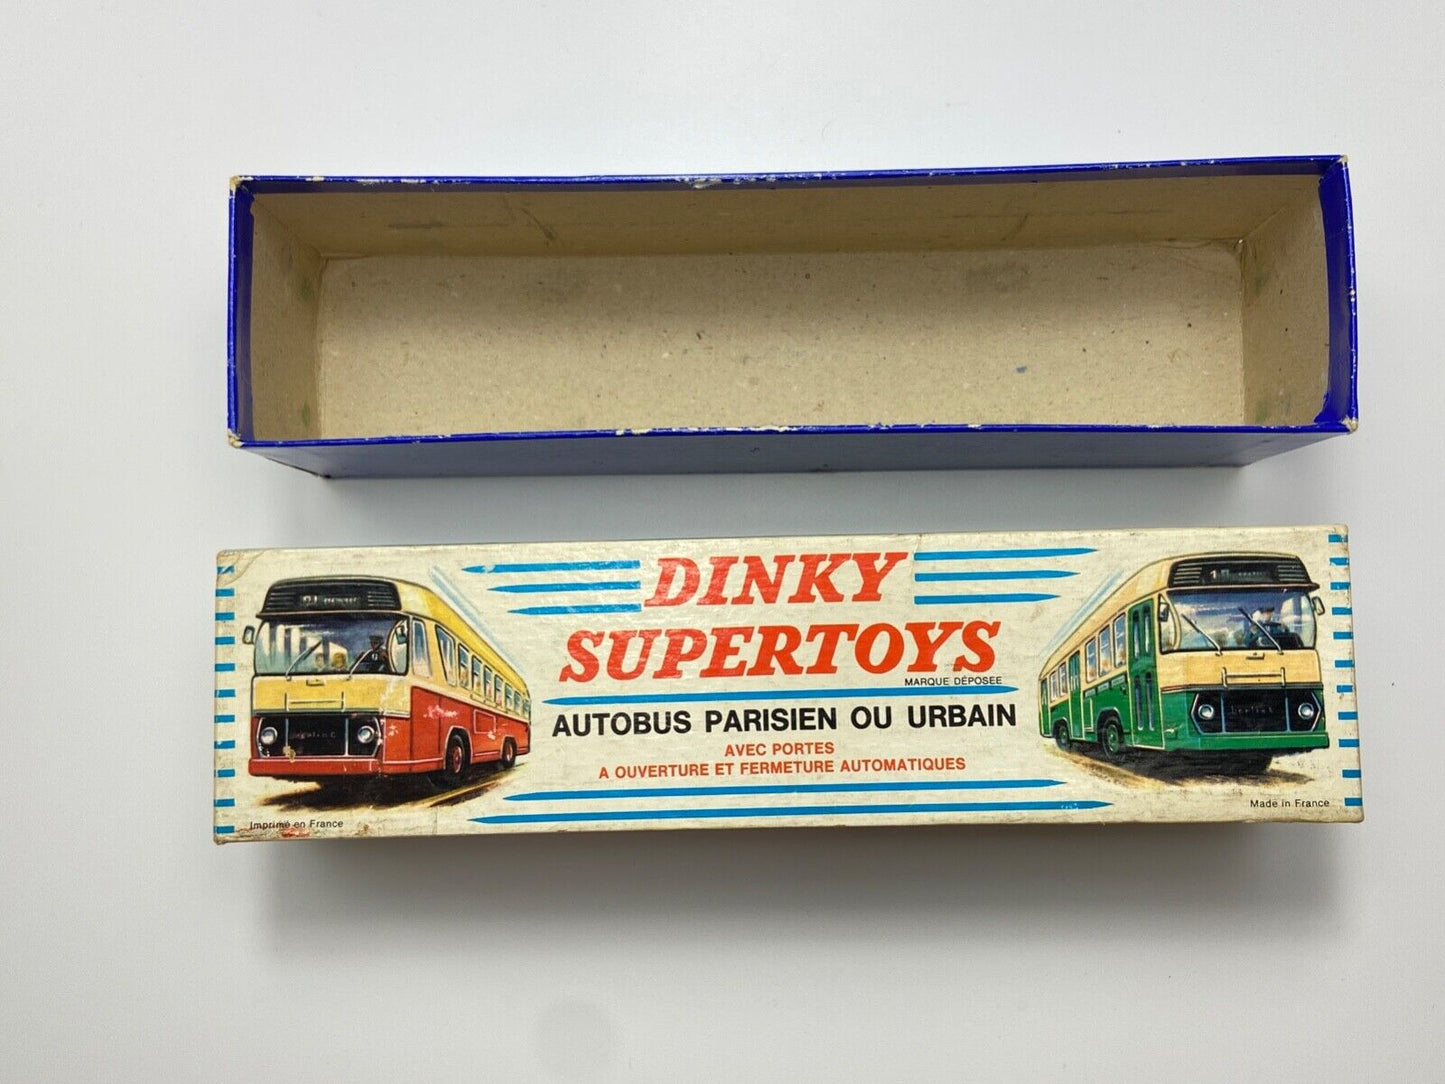 DINKY
SUPERTOYS
MARQUE DÉPOSÉE
AUTOBUS PARISIEN OU URBAIN
AVEC PORTES
A OUVERTURE ET FERMETURE AUTOMATIQUES
Imprimé en France
Made in France